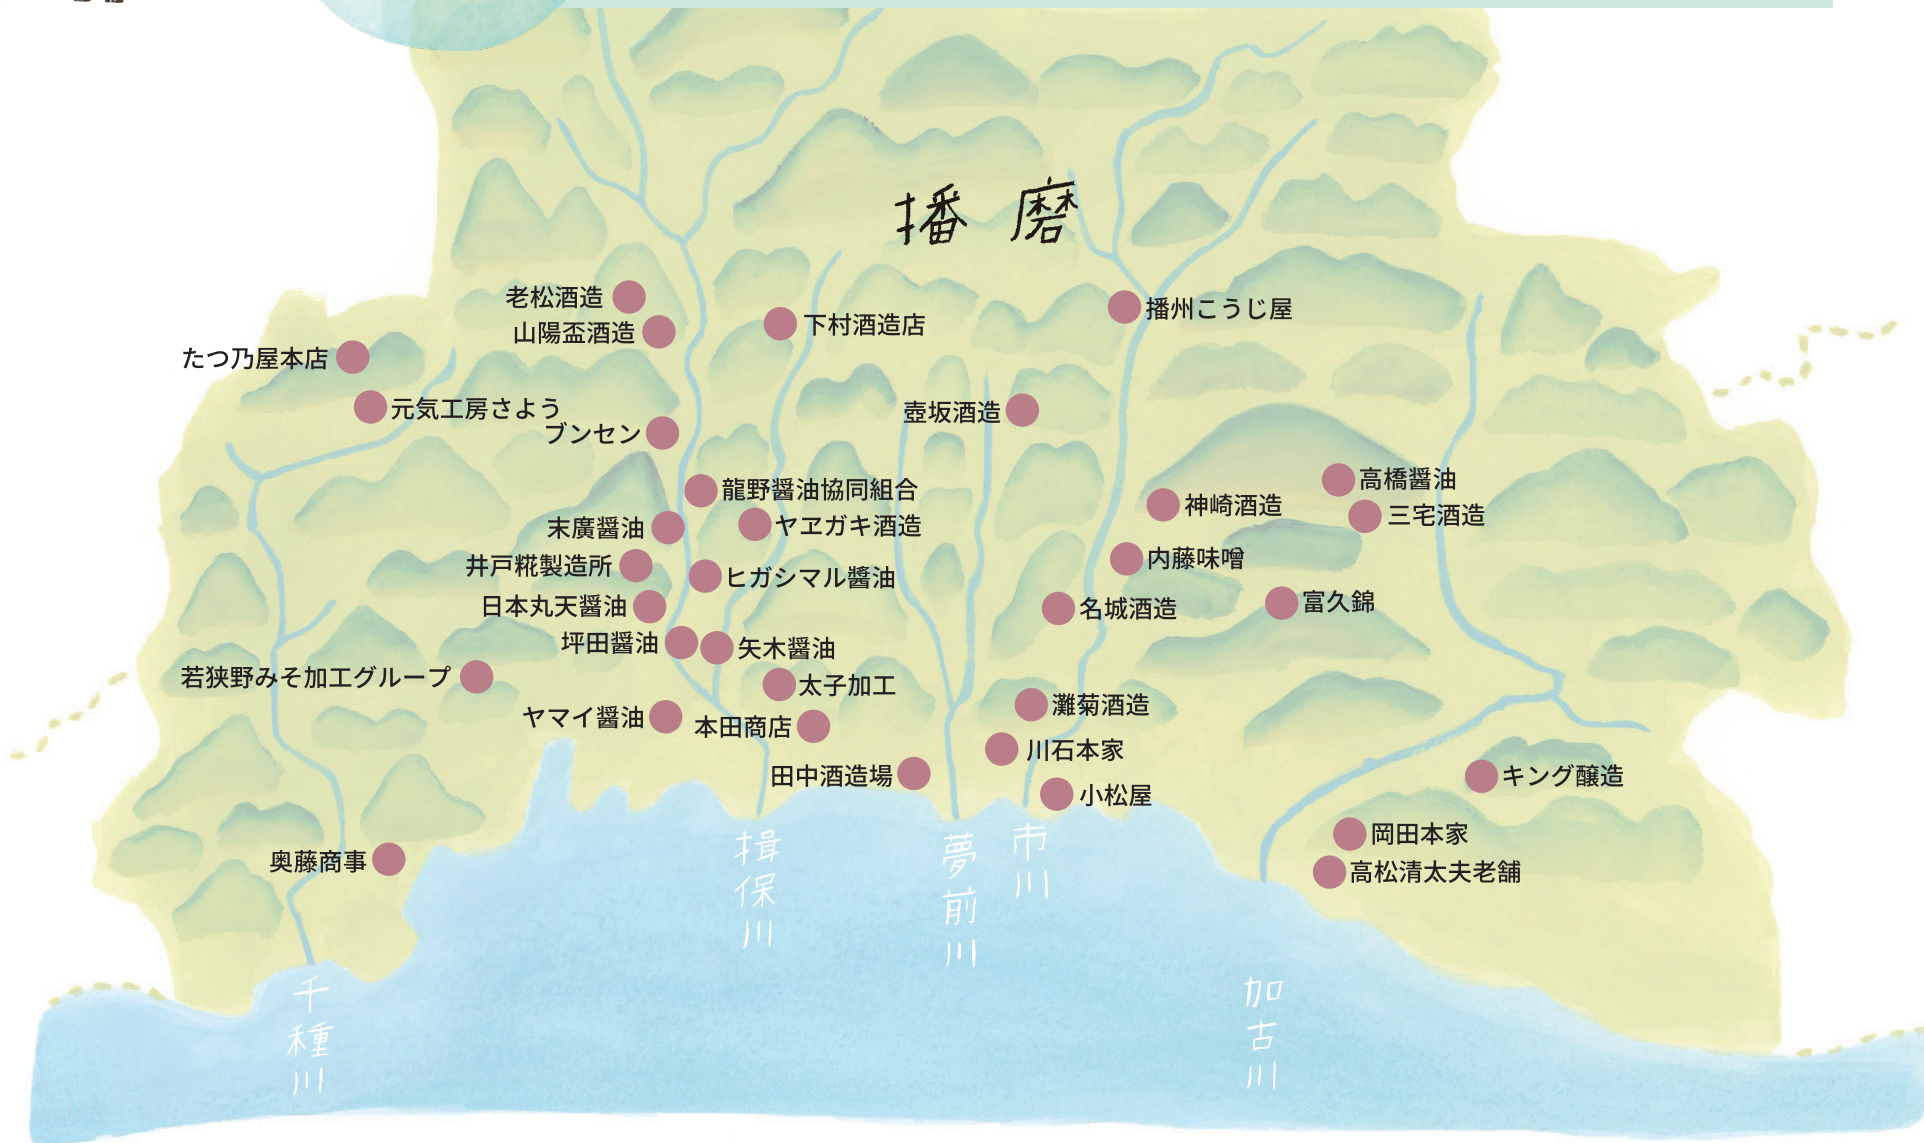 播磨
老松酒造
山陽盃酒造
下村酒造店
播州こうじ屋
たつ乃屋本店
元気工房さよう
ブンセン
壺坂酒造
龍野醤油協同組合
末廣醤油
ヤヱガキ酒造
神崎酒造
高橋醤油
三宅酒造
井戸糀製造所
ヒガシマル醬油
内藤味噌
日本丸天醤油
名城酒造
富久錦
坪田醤油
矢木醤油
若狭野みそ加工グループ
太子加工
ヤマイ醤油
本田商店
灘菊酒造
川石本家
田中酒造場
小松屋
キング醸造
岡田本家
奥藤商事
高松清太夫老舗
揖保川
夢前川
市川
千種川
加古川